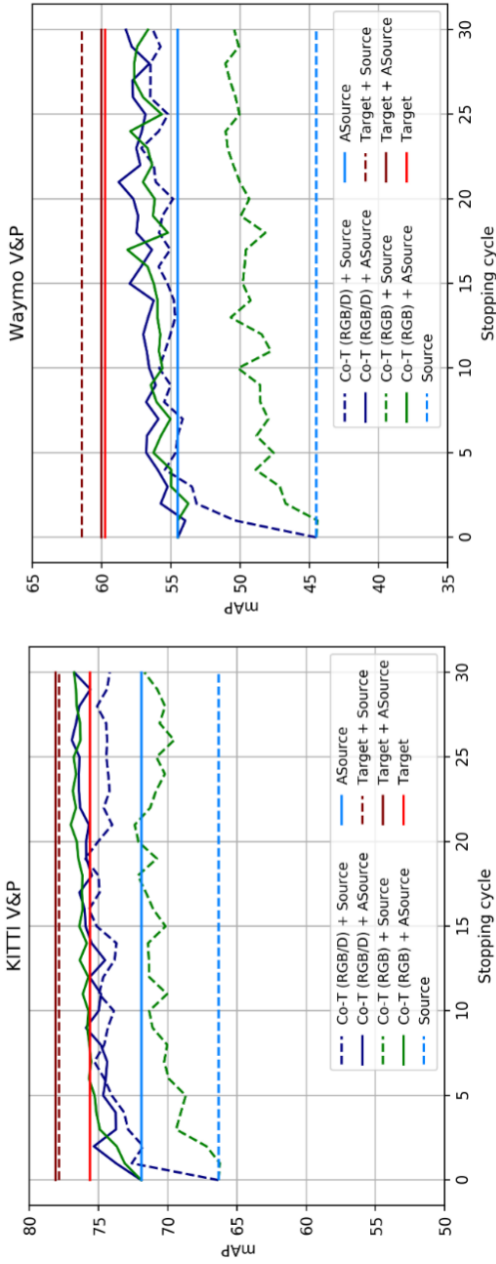 KITTI V&P
80
75
70
65
60
55
50
mAP
0
5
10
15
20
25
30
Stopping cycle
Co-T (RGB/D) + Source
Co-T (RGB/D) + ASource
Co-T (RGB) + Source
Co-T (RGB) + ASource
Source
ASource
Target + Source
Target + ASource
Target
Waymo V&P
65
60
55
50
45
40
35
mAP
0
5
10
15
20
25
30
Stopping cycle
Co-T (RGB/D) + Source
Co-T (RGB/D) + ASource
Co-T (RGB) + Source
Co-T (RGB) + ASource
Source
ASource
Target + Source
Target + ASource
Target